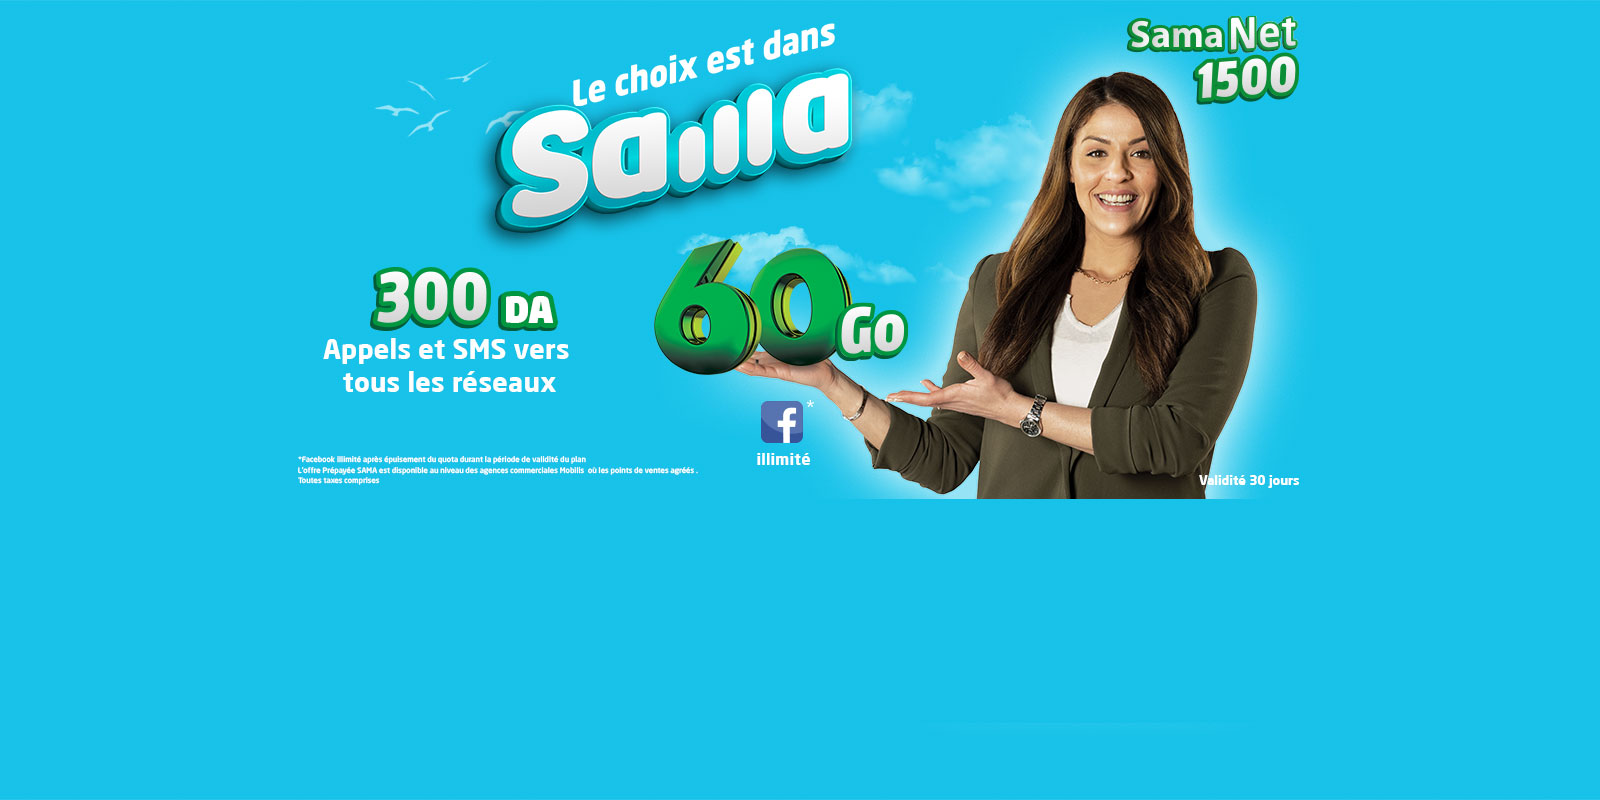 Le choix est dans
Sama
Sama Net
1500
300 DA
Appels et SMS vers
tous les réseaux
60 Go
f *
illimité
*Facebook illimité après épuisement du quota durant la période de validité du plan
L'offre Prépayée SAMA est disponible au niveau des agences commerciales Mobilis où les points de ventes agréés .
Toutes taxes comprises
Validité 30 jours